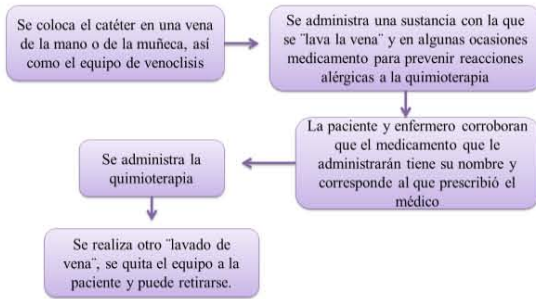 Se coloca el catéter en una vena
de la mano o de la muñeca, así
como el equipo de venoclisis
Se administra una sustancia con la que
se ¨lava la vena¨ y en algunas ocasiones
medicamento para prevenir reacciones
alérgicas a la quimioterapia
La paciente y enfermero corroboran
que el medicamento que le
administrarán tiene su nombre y
corresponde al que prescribió el
médico
Se administra la
quimioterapia
Se realiza otro ¨lavado de
vena¨, se quita el equipo a la
paciente y puede retirarse.